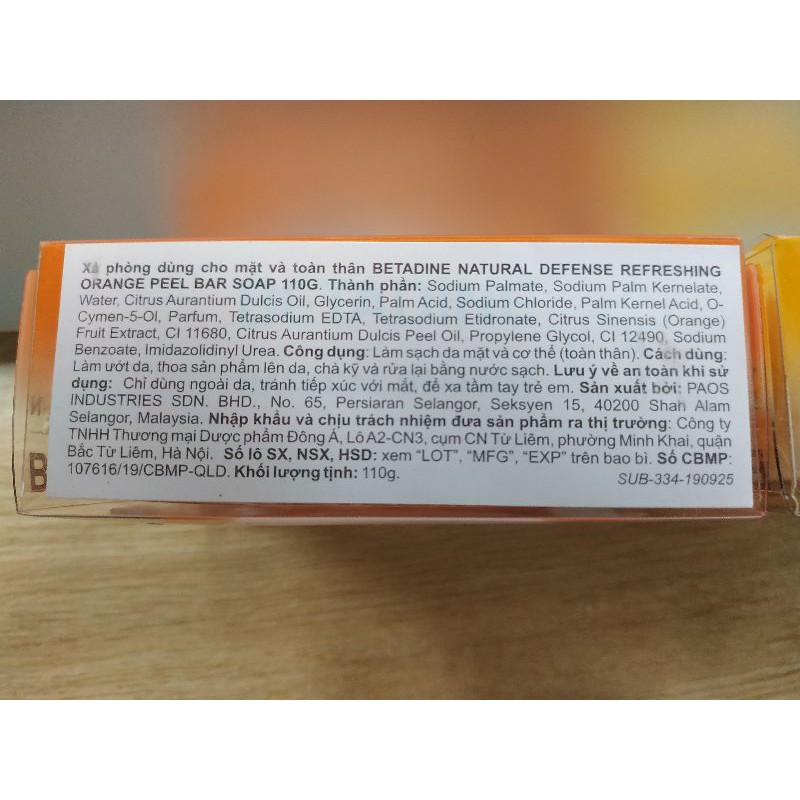 Xà phòng dùng cho mặt và toàn thân BETADINE NATURAL DEFENSE REFRESHING
ORANGE PEEL BAR SOAP 110G. Thành phần: Sodium Palmate, Sodium Palm Kernelate,
Water, Citrus Aurantium Dulcis Oil, Glycerin, Palm Acid, Sodium Chloride, Palm Kernel Acid, O-
Cymen-5-Ol, Parfum, Tetrasodium EDTA, Tetrasodium Etidronate, Citrus Sinensis (Orange)
Fruit Extract, CI 11680, Citrus Aurantium Dulcis Peel Oil, Propylene Glycol, CI 12490, Sodium
Benzoate, Imidazolidinyl Urea. Công dụng: Làm sạch da mặt và cơ thể (toàn thân). Cách dùng:
Làm ướt da, thoa sản phẩm lên da, chà kỹ và rửa lại bằng nước sạch. Lưu ý về an toàn khi sử
dụng: Chỉ dùng ngoài da, tránh tiếp xúc với mắt, để xa tầm tay trẻ em. Sản xuất bởi: PAOS
INDUSTRIES SDN. BHD., No. 65, Persiaran Selangor, Seksyen 15, 40200 Shah Alam
Selangor, Malaysia. Nhập khẩu và chịu trách nhiệm đưa sản phẩm ra thị trường: Công ty
TNHH Thương mại Dược phẩm Đông Á, Lô A2-CN3, cụm CN Từ Liêm, phường Minh Khai, quận
Bắc Từ Liêm, Hà Nội. Số lô SX, NSX, HSD: xem "LOT", "MFG", "EXP" trên bao bì. Số CBMP:
107616/19/CBMP-QLD. Khối lượng tịnh: 110g.
SUB-334-190925